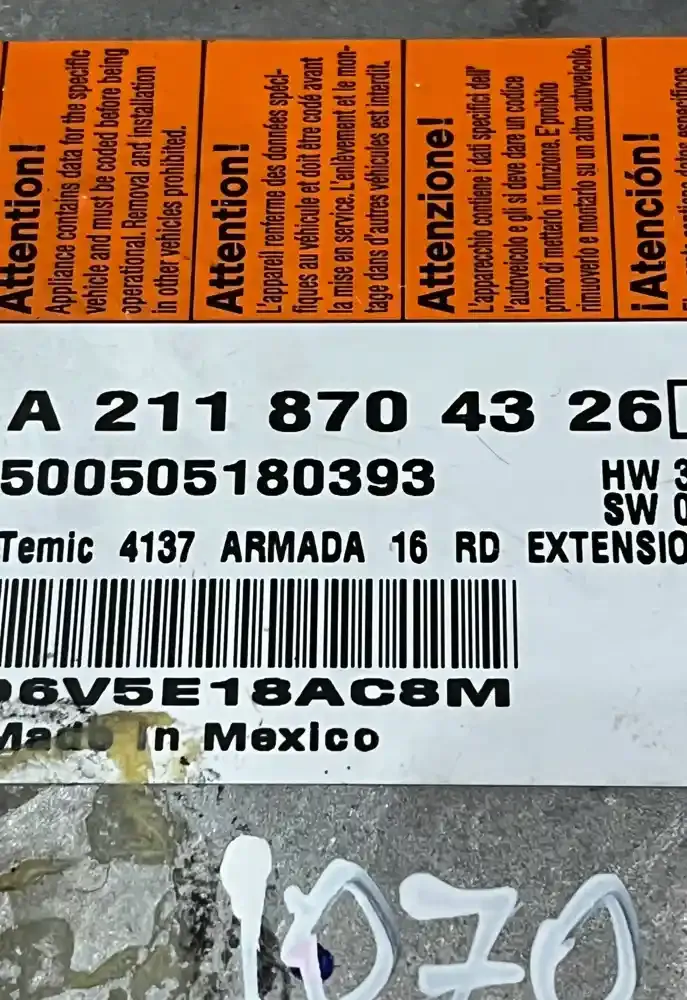 Attention!
Appliance contains data for the specific
vehicle and must be coded before being
operational. Removal and installation
in other vehicles prohibited.
Attention!
L'appareil renferme des données spéci-
fiques au véhicule et doit être codé avant
la mise en service. L'enlèvement et le mon-
tage dans d'autres véhicules est interdit.
Attenzione!
L'apparecchio contiene i dati specifici dell'
l'autoveicolo e gli si deve dare un codice
primo di metterlo in funzione. E' proibito
rimuoverlo e montarlo su un altro autoveicolo.
¡Atención!
A 211 870 43 26
500505180393
HW 3
SW 0
Temic 4137 ARMADA 16 RD EXTENSIO
06V5E18AC8M
Made in Mexico
1070